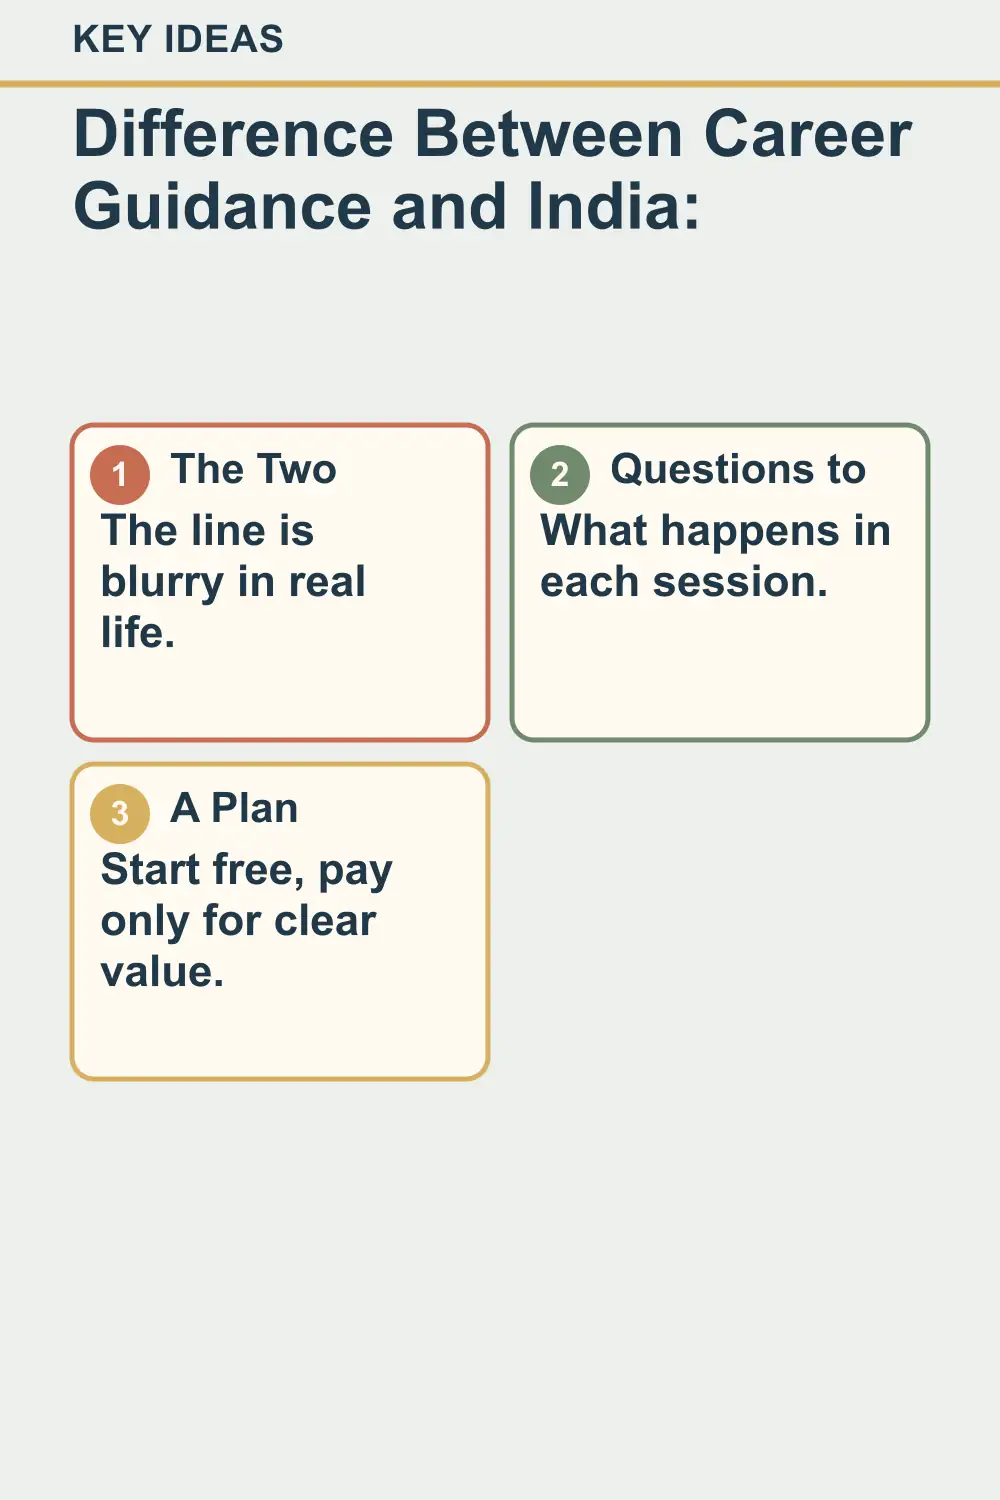 KEY IDEAS
Difference Between Career
Guidance and India:
1 The Two
The line is
blurry in real
life.
2 Questions to
What happens in
each session.
3 A Plan
Start free, pay
only for clear
value.